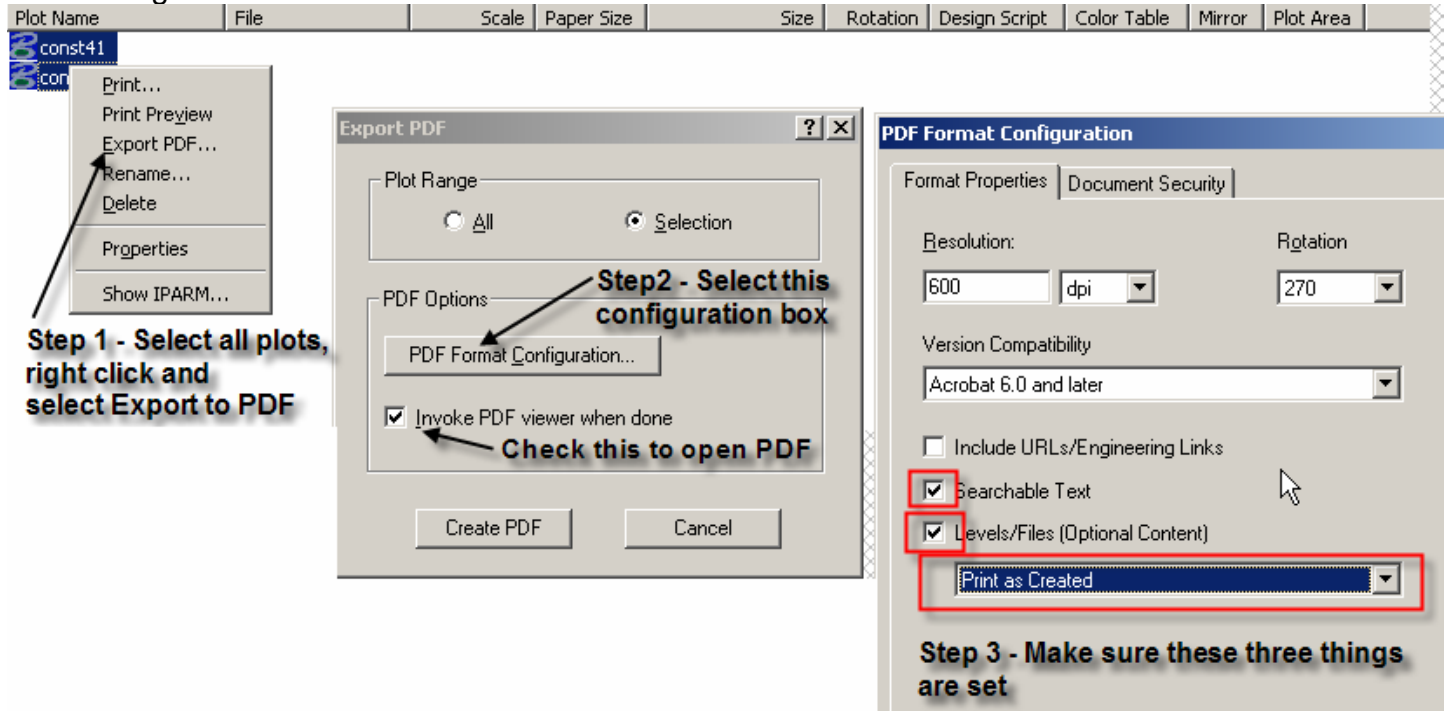 Plot Name File Scale Paper Size Size Rotation Design Script Color Table Mirror Plot Area
const41
con
Print...
Print Preview
Export PDF...
Rename...
Delete
Properties
Show IPARM...
Step 1 - Select all plots,
right click and
select Export to PDF
Export PDF
Plot Range
All Selection
Step2 - Select this
configuration box
PDF Options
PDF Format Configuration...
Invoke PDF viewer when done
Check this to open PDF
Create PDF Cancel
PDF Format Configuration
Format Properties Document Security
Resolution: Rotation
600 dpi 270
Version Compatibility
Acrobat 6.0 and later
Include URLs/Engineering Links
Searchable Text
Levels/Files (Optional Content)
Print as Created
Step 3 - Make sure these three things
are set